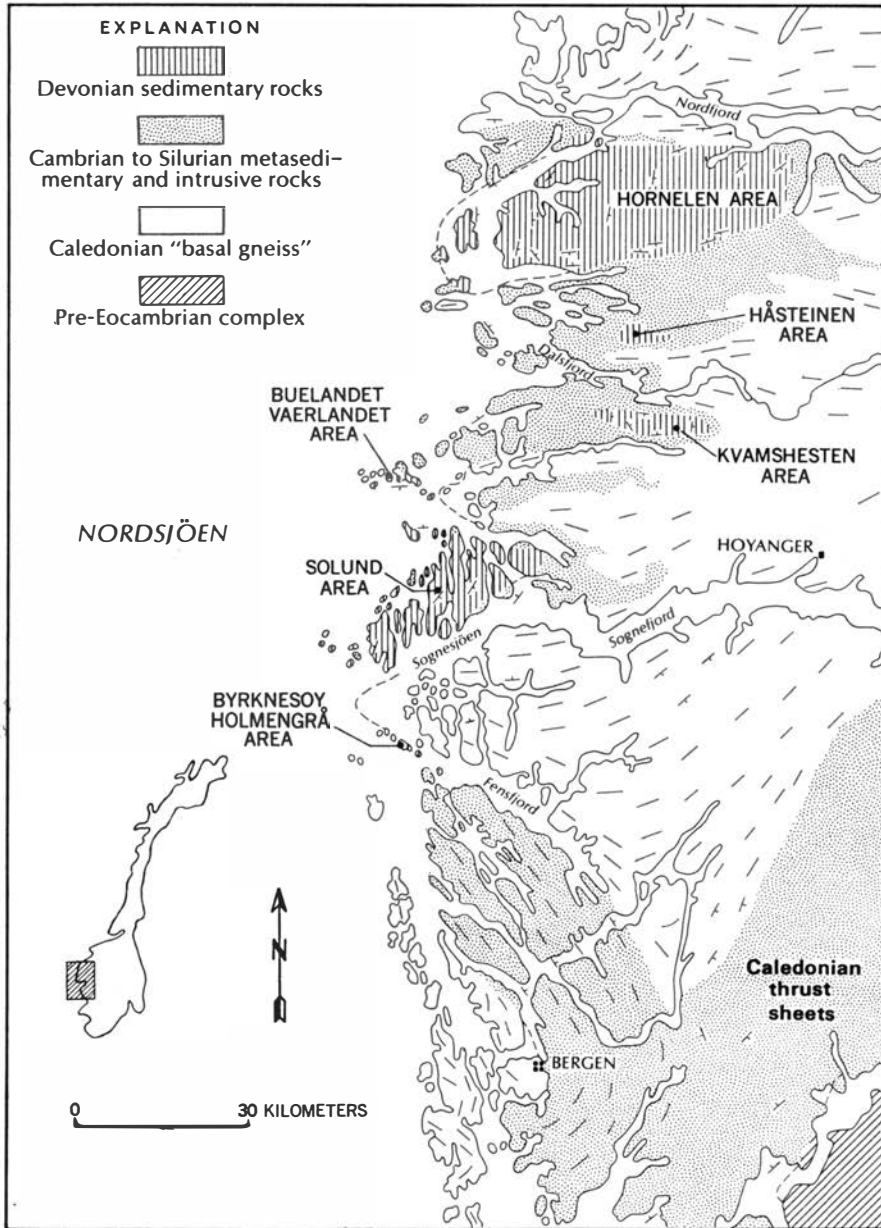 EXPLANATION
Devonian sedimentary rocks
Cambrian to Silurian metasedi-
mentary and intrusive rocks
Caledonian “basal gneiss”
Pre-Eocambrian complex
Nordfjord
HORNELEN AREA
HÅSTEINEN
AREA
Dalsfjord
BUELANDET
VAERLANDET
AREA
KVAMSHESTEN
AREA
NORDSJÖEN
HOYANGER
SOLUND
AREA
Sognesjöen
Sognefjord
BYRKNESOY
HOLMENGRÅ
AREA
Fensfjord
N
Caledonian
thrust
sheets
BERGEN
0
30 KILOMETERS